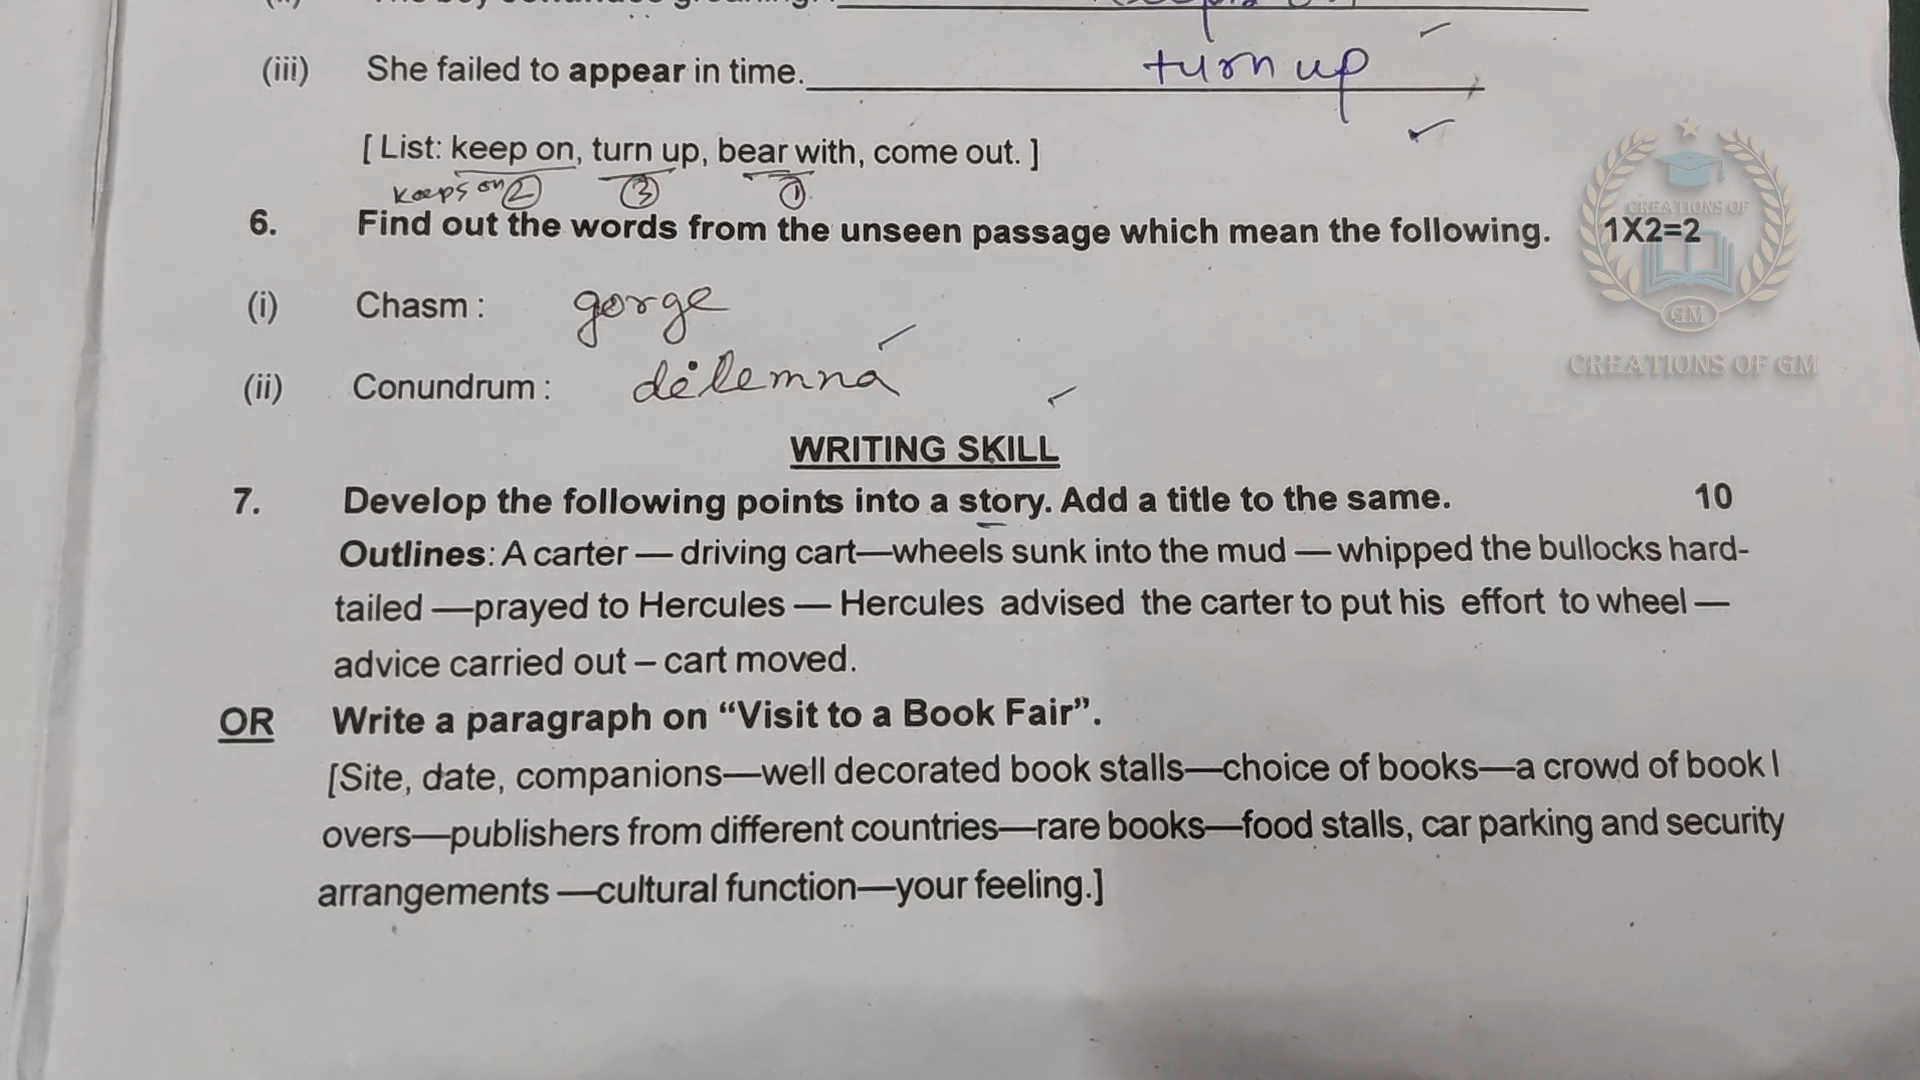 (iii) She failed to appear in time. turn up
[ List: keep on, turn up, bear with, come out. ]
keeps on 2 3 1
6. Find out the words from the unseen passage which mean the following. 1X2=2
(i) Chasm : gorge
(ii) Conundrum : dilemna
WRITING SKILL
7. Develop the following points into a story. Add a title to the same. 10
Outlines: A carter — driving cart—wheels sunk into the mud — whipped the bullocks hard-
tailed —prayed to Hercules — Hercules advised the carter to put his effort to wheel —
advice carried out – cart moved.
OR Write a paragraph on “Visit to a Book Fair”.
[Site, date, companions—well decorated book stalls—choice of books—a crowd of book l
overs—publishers from different countries—rare books—food stalls, car parking and security
arrangements —cultural function—your feeling.]
CREATIONS OF
GM
CREATIONS OF GM